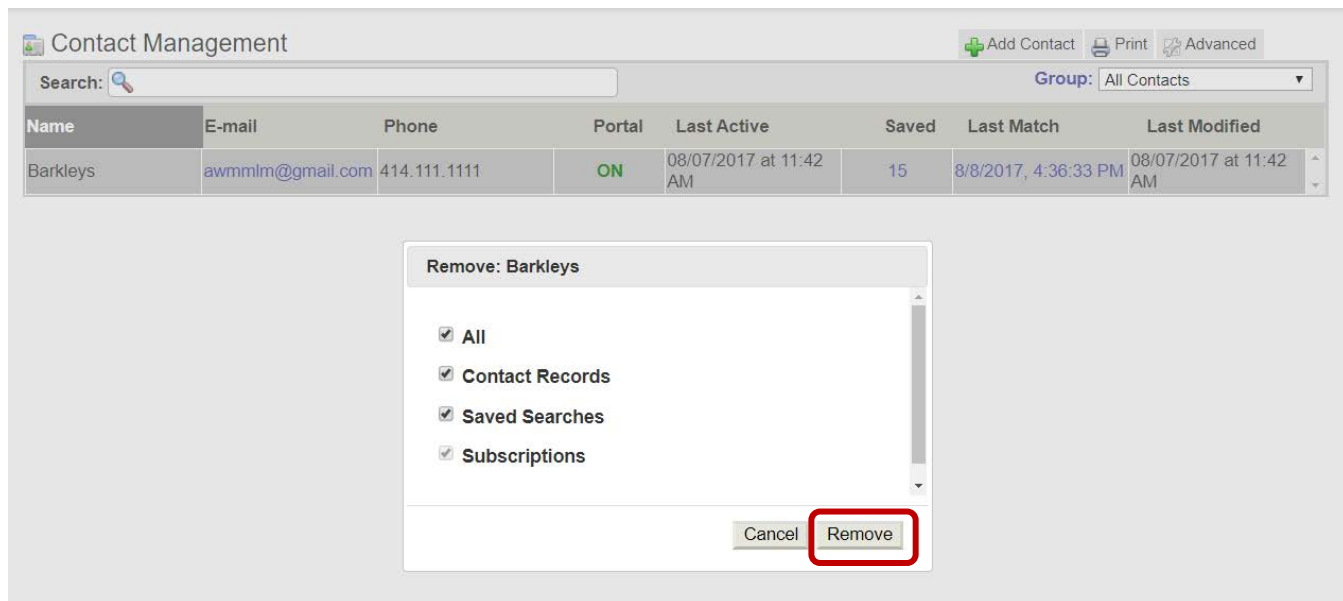 Contact Management
Add Contact Print Advanced
Search: Group: All Contacts
Name E-mail Phone Portal Last Active Saved Last Match Last Modified
Barkleys awmmlm@gmail.com 414.111.1111 ON 08/07/2017 at 11:42 AM 15 8/8/2017, 4:36:33 PM 08/07/2017 at 11:42 AM
Remove: Barkleys
All
Contact Records
Saved Searches
Subscriptions
Cancel Remove